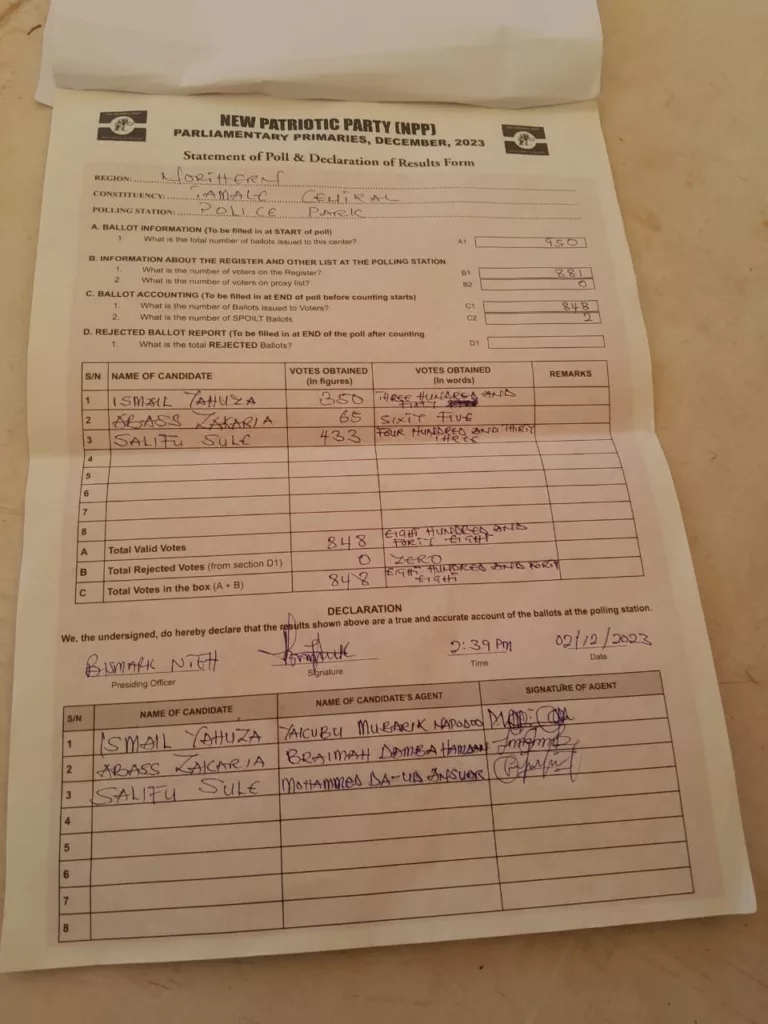 NEW PATRIOTIC PARTY (NPP)
PARLIAMENTARY PRIMARIES, DECEMBER, 2023
Statement of Poll & Declaration of Results Form
REGION: NORTHERN
CONSTITUENCY: TAMALE CENTRAL
POLLING STATION: POLICE PARK
A. BALLOT INFORMATION (To be filled in at START of poll)
1. What is the total number of ballots issued to this center? A1 950
B. INFORMATION ABOUT THE REGISTER AND OTHER LIST AT THE POLLING STATION
1. What is the number of voters on the Register? B1 881
2. What is the number of voters on proxy list? B2 0
C. BALLOT ACCOUNTING (To be filled in at END of poll before counting starts)
1. What is the number of Ballots issued to Voters? C1 848
2. What is the number of SPOILT Ballots C2 2
D. REJECTED BALLOT REPORT (To be filled in at END of the poll after counting
1. What is the total REJECTED Ballots? D1
S/N NAME OF CANDIDATE VOTES OBTAINED (In figures) VOTES OBTAINED (In words) REMARKS
1 ISMAIL YAHUZA 350 THREE HUNDRED AND FIFTY
2 ABASS ZAKARIA 65 SIXTY FIVE
3 SALIFU SULE 433 FOUR HUNDRED AND THIRTY THREE
4
5
6
7
8
A Total Valid Votes 848 EIGHT HUNDRED AND FORTY EIGHT
B Total Rejected Votes (from section D1) 0 ZERO
C Total Votes in the box (A + B) 848 EIGHT HUNDRED AND FORTY EIGHT
DECLARATION
We, the undersigned, do hereby declare that the results shown above are a true and accurate account of the ballots at the polling station.
BISMARK NTEH 2:39 PM 02/12/2023
Presiding Officer Signature Time Date
S/N NAME OF CANDIDATE NAME OF CANDIDATE'S AGENT SIGNATURE OF AGENT
1 ISMAIL YAHUZA YAKUBU MUBARIK
2 ABASS ZAKARIA BRAIMAH DAMBA HAMDAN
3 SALIFU SULE MOHAMMED DA-UD
4
5
6
7
8